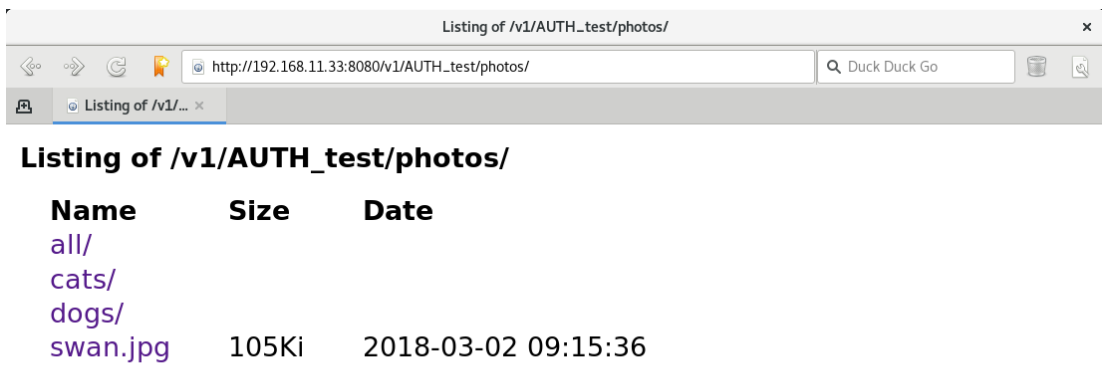 Listing of /v1/AUTH_test/photos/ ×
http://192.168.11.33:8080/v1/AUTH_test/photos/ Duck Duck Go
Listing of /v1/... ×
Listing of /v1/AUTH_test/photos/
Name Size Date
all/
cats/
dogs/
swan.jpg 105Ki 2018-03-02 09:15:36